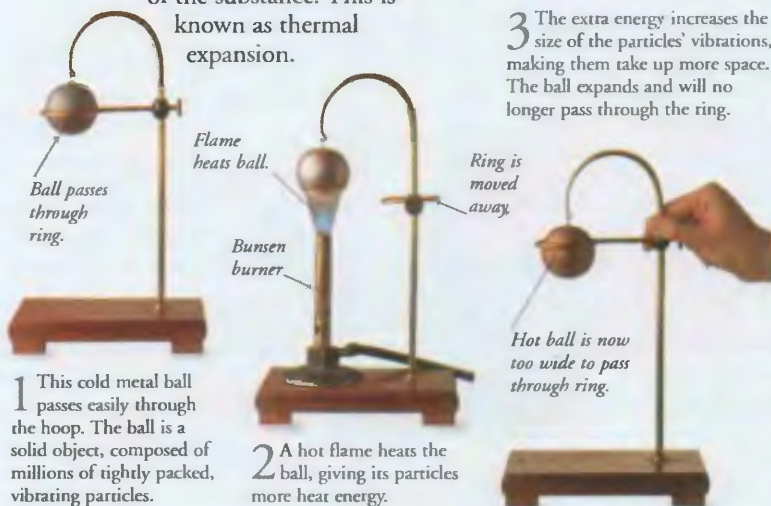 of the substance. This is
known as thermal
expansion.
Ball passes
through
ring.
1 This cold metal ball
passes easily through
the hoop. The ball is a
solid object, composed of
millions of tightly packed,
vibrating particles.
Flame
heats ball.
Bunsen
burner
Ring is
moved
away.
2 A hot flame heats the
ball, giving its particles
more heat energy.
3 The extra energy increases the
size of the particles' vibrations,
making them take up more space.
The ball expands and will no
longer pass through the ring.
Hot ball is now
too wide to pass
through ring.